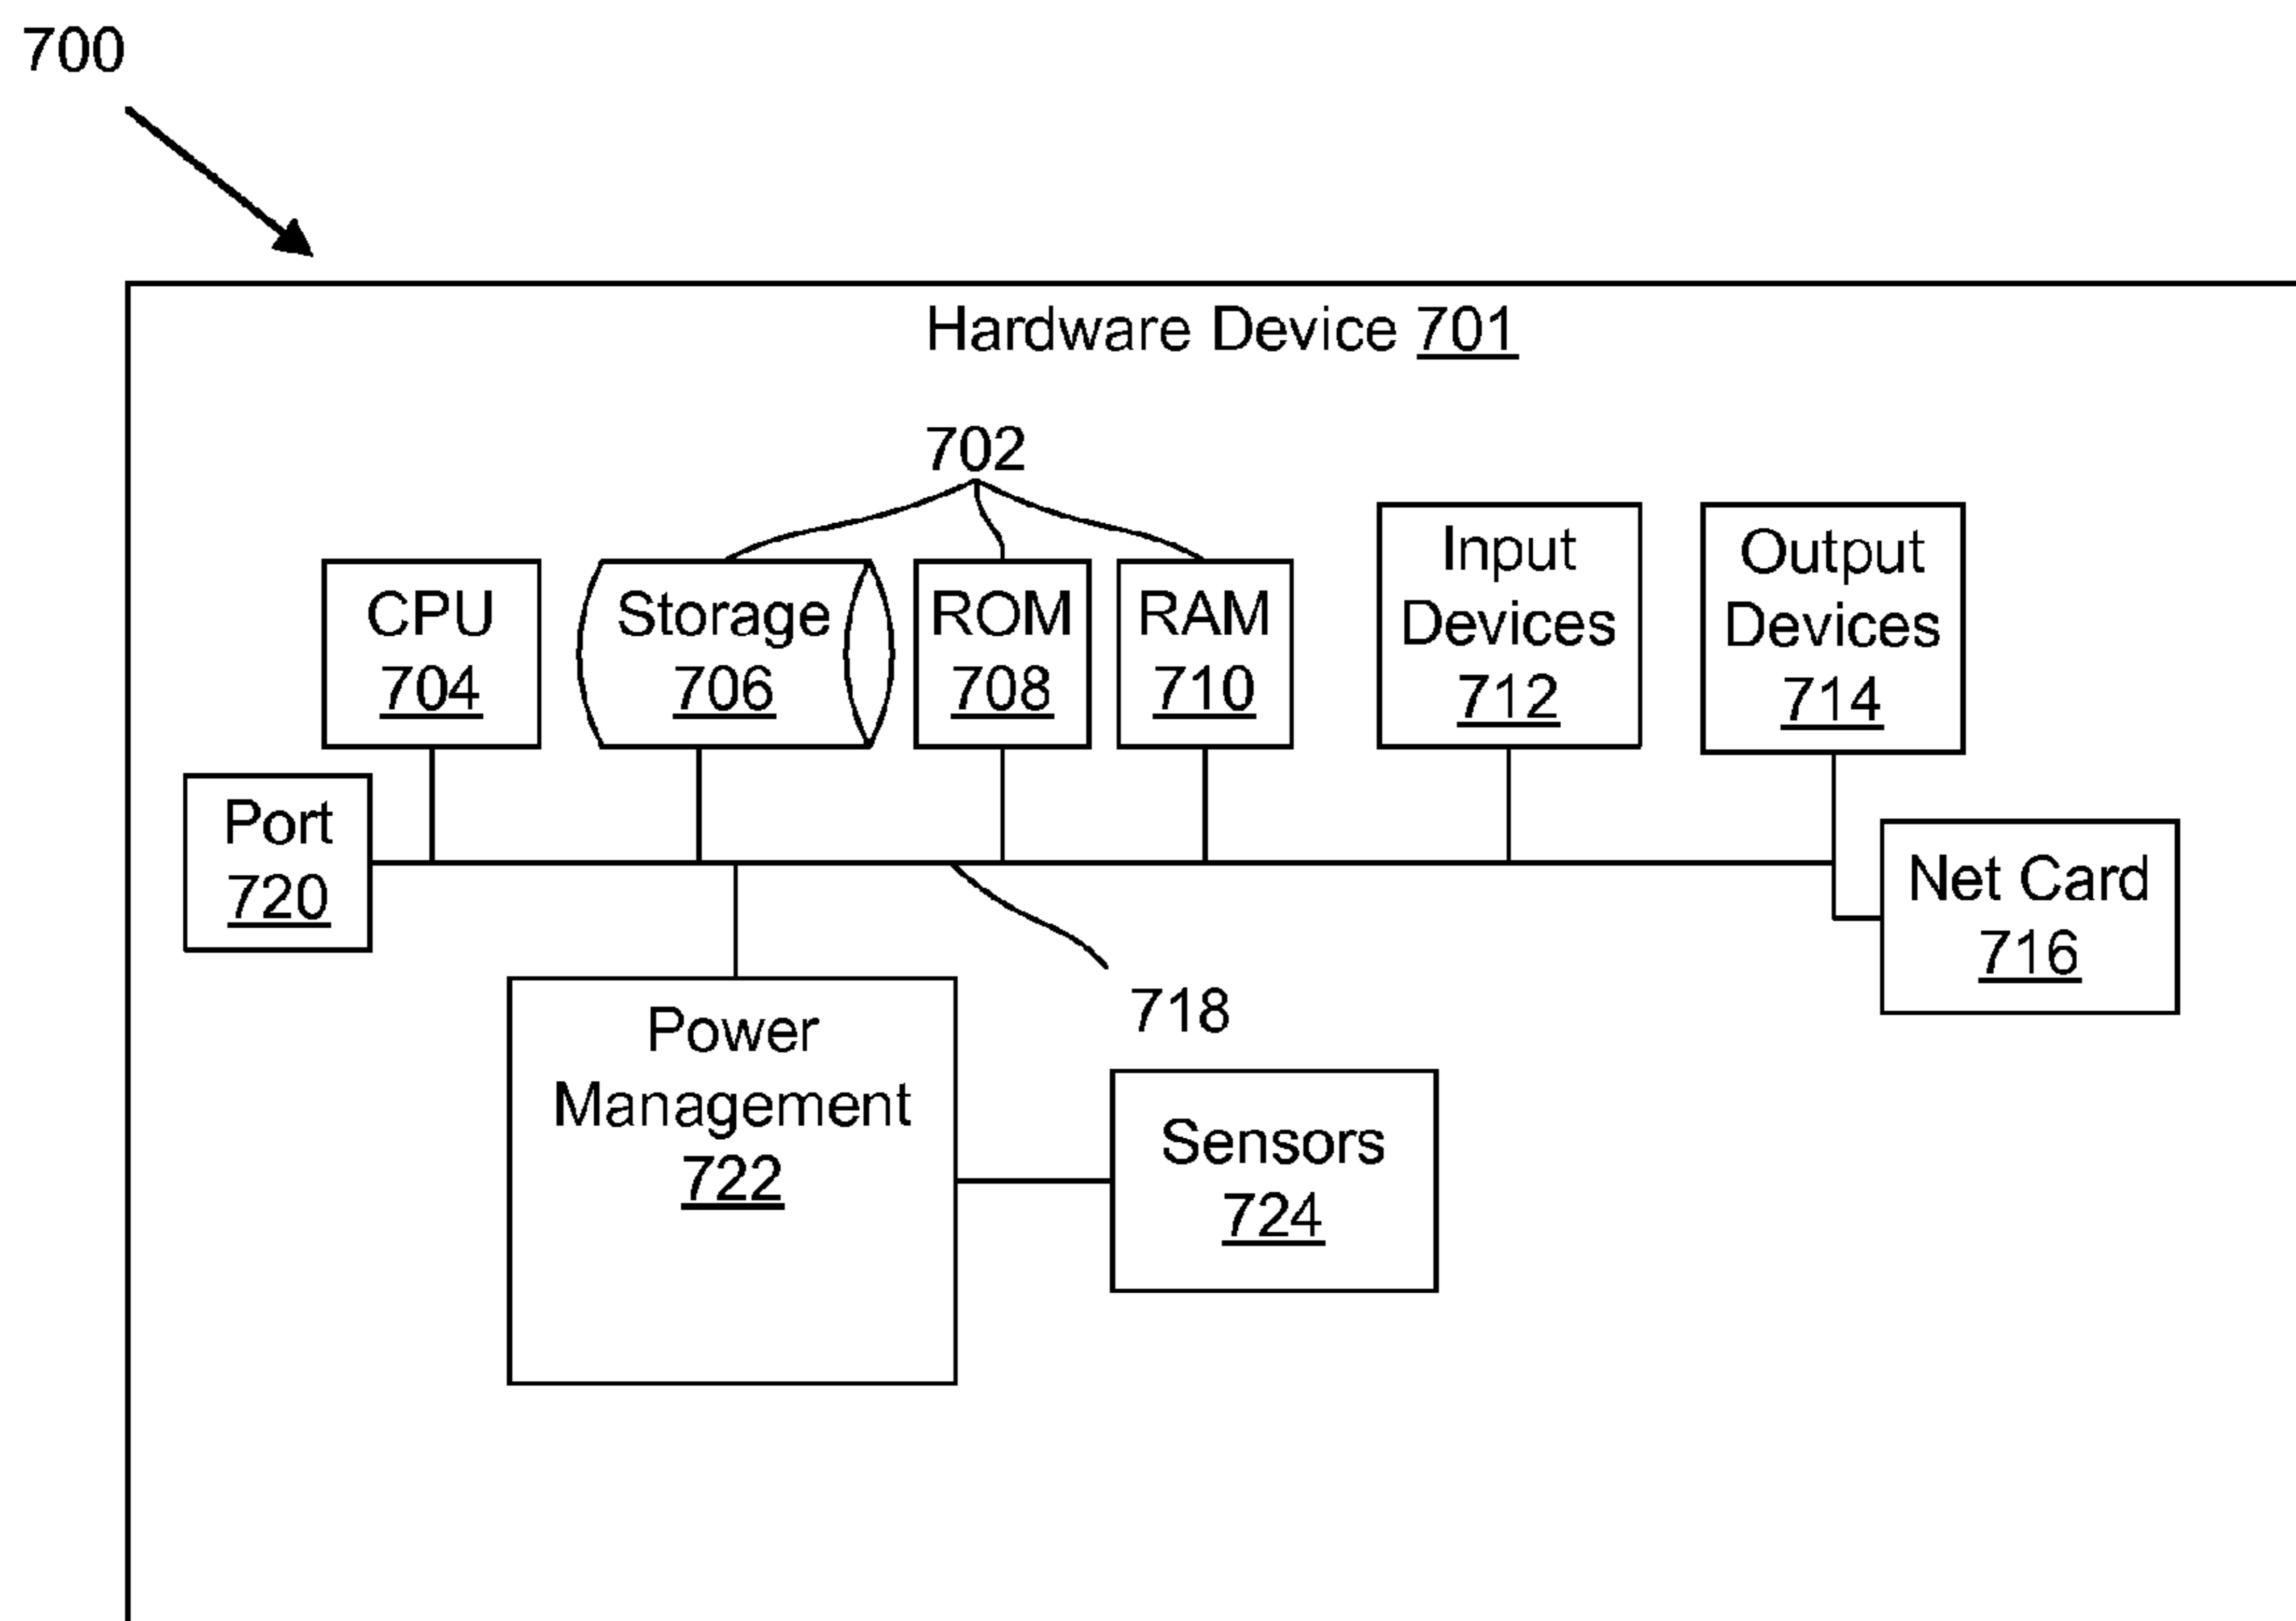 700
Hardware Device 701
702
CPU
704
Storage
706
ROM
708
RAM
710
Input
Devices
712
Output
Devices
714
Port
720
Net Card
716
718
Power
Management
722
Sensors
724